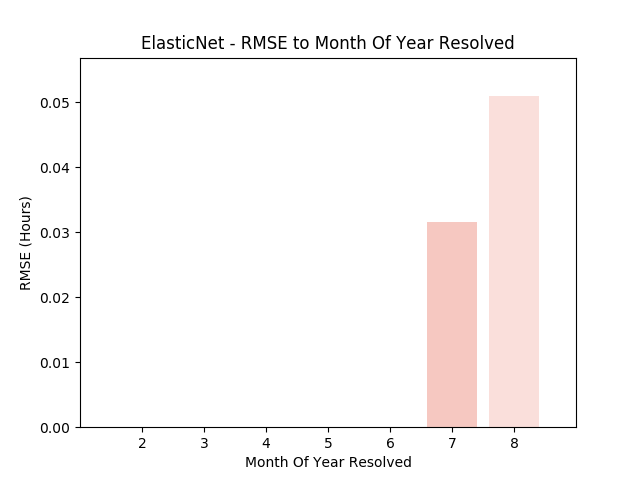 ElasticNet - RMSE to Month Of Year Resolved
RMSE (Hours)
0.05
0.04
0.03
0.02
0.01
0.00
2 3 4 5 6 7 8
Month Of Year Resolved